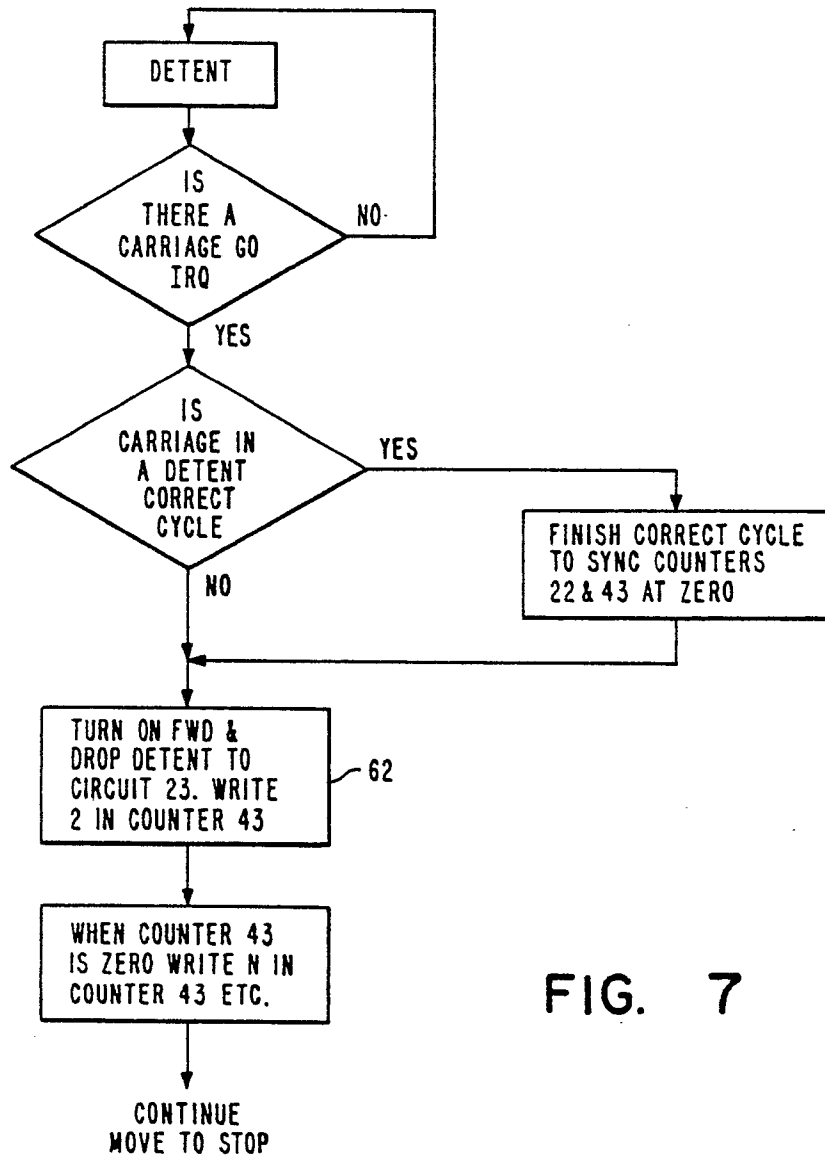 DETENT
IS
THERE A
CARRIAGE GO
IRQ
NO
YES
IS
CARRIAGE IN
A DETENT
CORRECT
CYCLE
YES
NO
FINISH CORRECT CYCLE
TO SYNC COUNTERS
22 & 43 AT ZERO
TURN ON FWD &
DROP DETENT TO
CIRCUIT 23. WRITE
2 IN COUNTER 43
62
WHEN COUNTER 43
IS ZERO WRITE N IN
COUNTER 43 ETC.
FIG. 7
CONTINUE
MOVE TO STOP